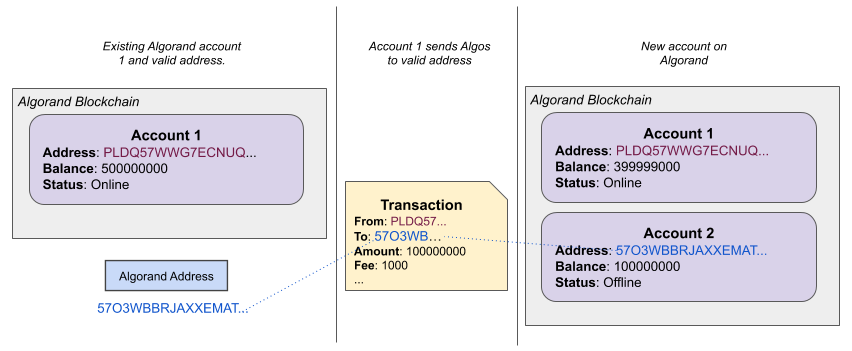 Existing Algorand account
1 and valid address.
Algorand Blockchain
Account 1
Address: PLDQ57WWG7ECNUQ...
Balance: 500000000
Status: Online
Algorand Address
57O3WBBRJAXXEMAT...
Account 1 sends Algos
to valid address
Transaction
From: PLDQ57...
To: 57O3WB...
Amount: 100000000
Fee: 1000
...
New account on
Algorand
Algorand Blockchain
Account 1
Address: PLDQ57WWG7ECNUQ...
Balance: 399999000
Status: Online
Account 2
Address: 57O3WBBRJAXXEMAT...
Balance: 100000000
Status: Offline